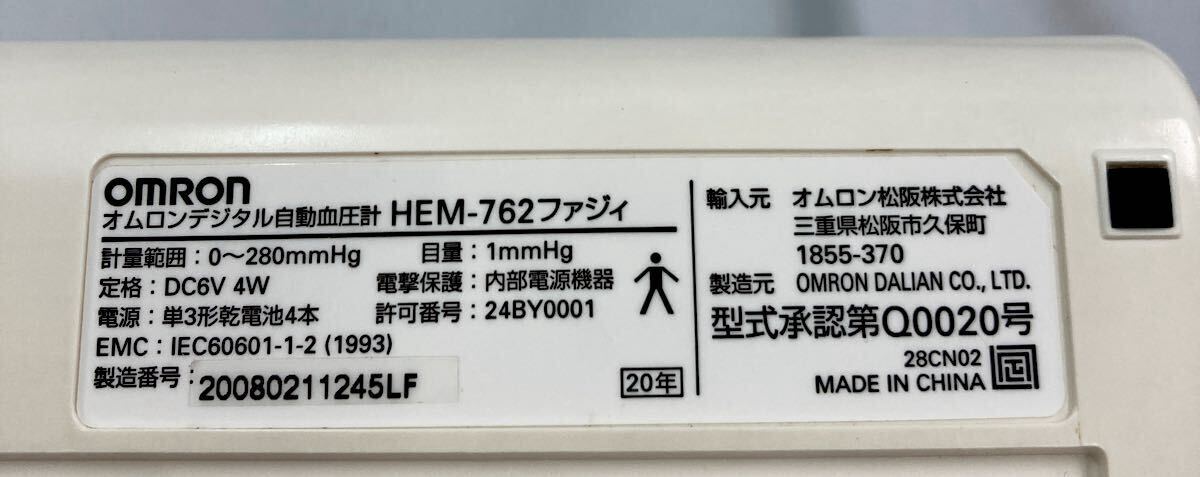 OMRON
オムロンデジタル自動血圧計 HEM-762ファジィ
計量範囲：0～280mmHg 目量：1mmHg
定格：DC6V 4W 電撃保護：内部電源機器
電源：単3形乾電池4本 許可番号：24BY0001
EMC：IEC60601-1-2 (1993)
製造番号：20080211245LF 20年
輸入元 オムロン松阪株式会社
三重県松阪市久保町
1855-370
製造元 OMRON DALIAN CO., LTD.
型式承認第Q0020号
28CN02
MADE IN CHINA